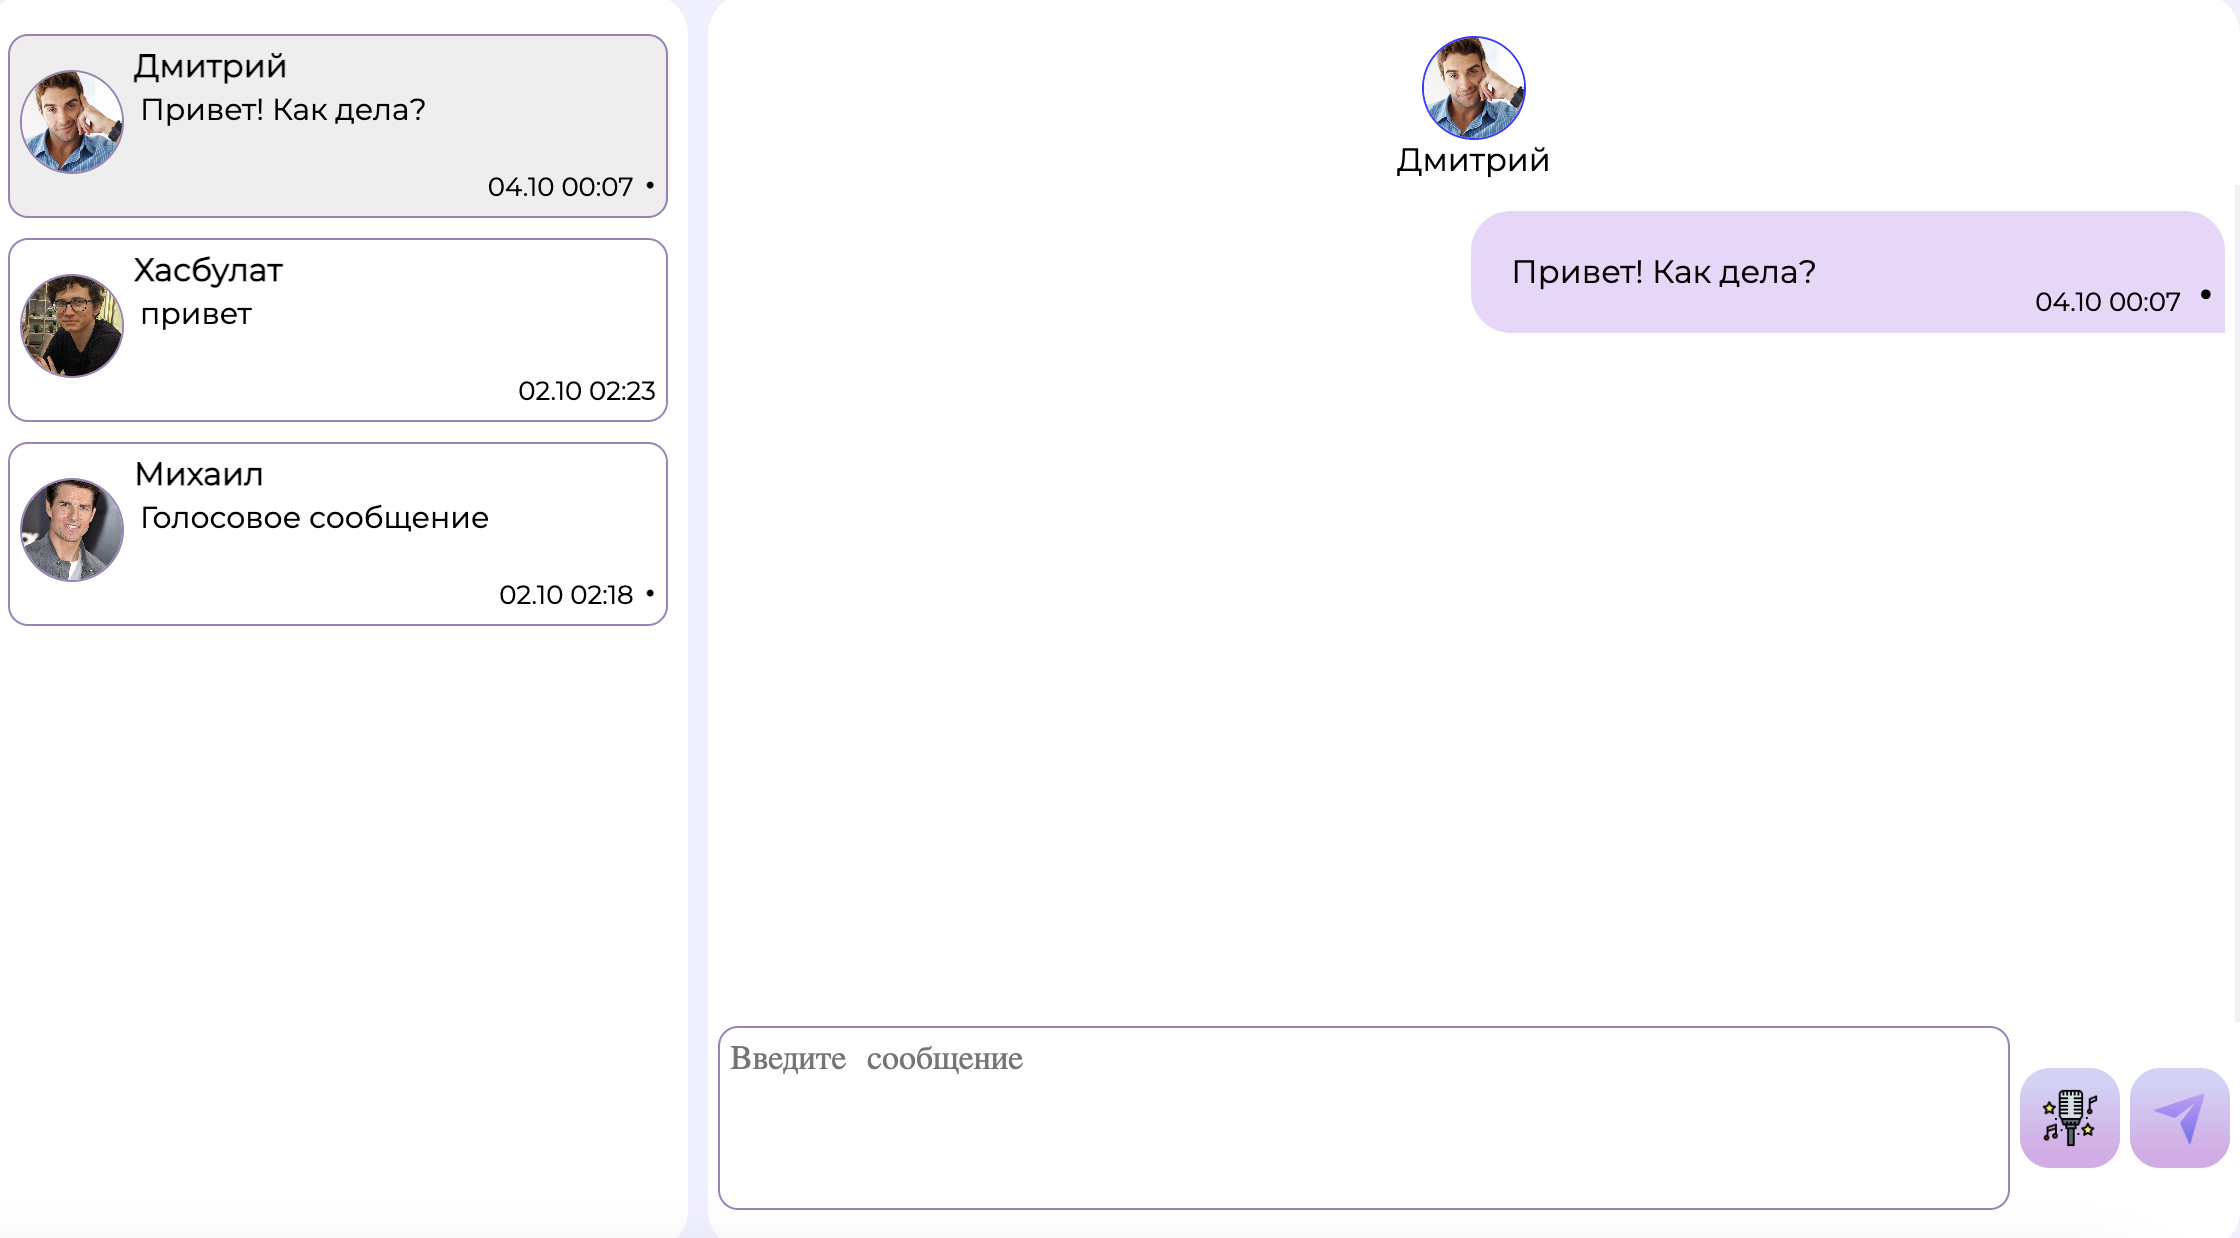 Дмитрий
Привет! Как дела?
04.10 00:07 •
Хасбулат
привет
02.10 02:23
Михаил
Голосовое сообщение
02.10 02:18 •
Дмитрий
Привет! Как дела?
04.10 00:07 •
Введите сообщение